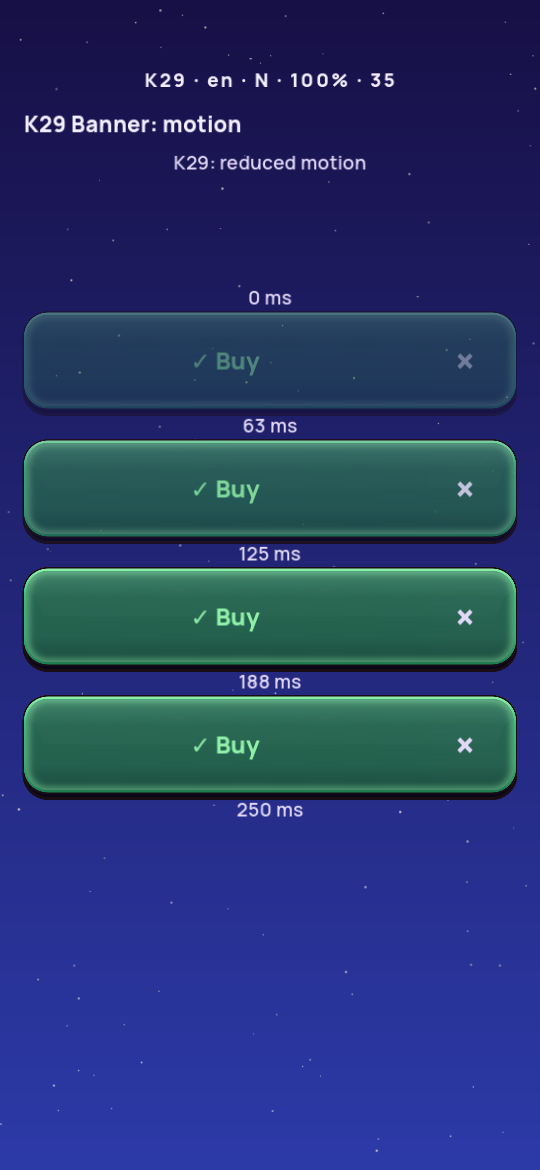 K29 · en · N · 100% · 35
K29 Banner: motion
K29: reduced motion
0 ms
✓ Buy ×
63 ms
✓ Buy ×
125 ms
✓ Buy ×
188 ms
✓ Buy ×
250 ms